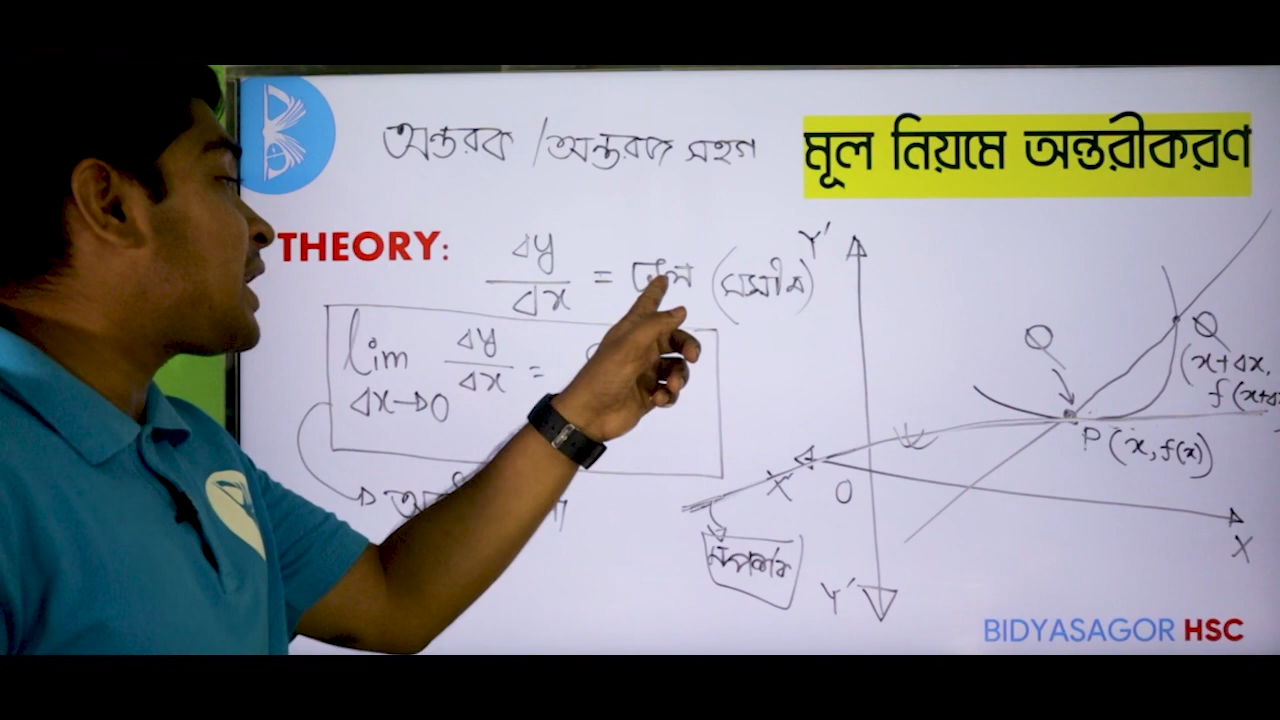 অন্তরক / অন্তরজ সহগ
মূল নিয়মে অন্তরীকরণ
THEORY:
Δy/Δx = ঢাল
lim Δx→0 Δy/Δx =
Y'
Q
Q
(x+Δx,
P (x, f(x))
X'
O
X
Y'
স্পর্শক
BIDYASAGOR HSC